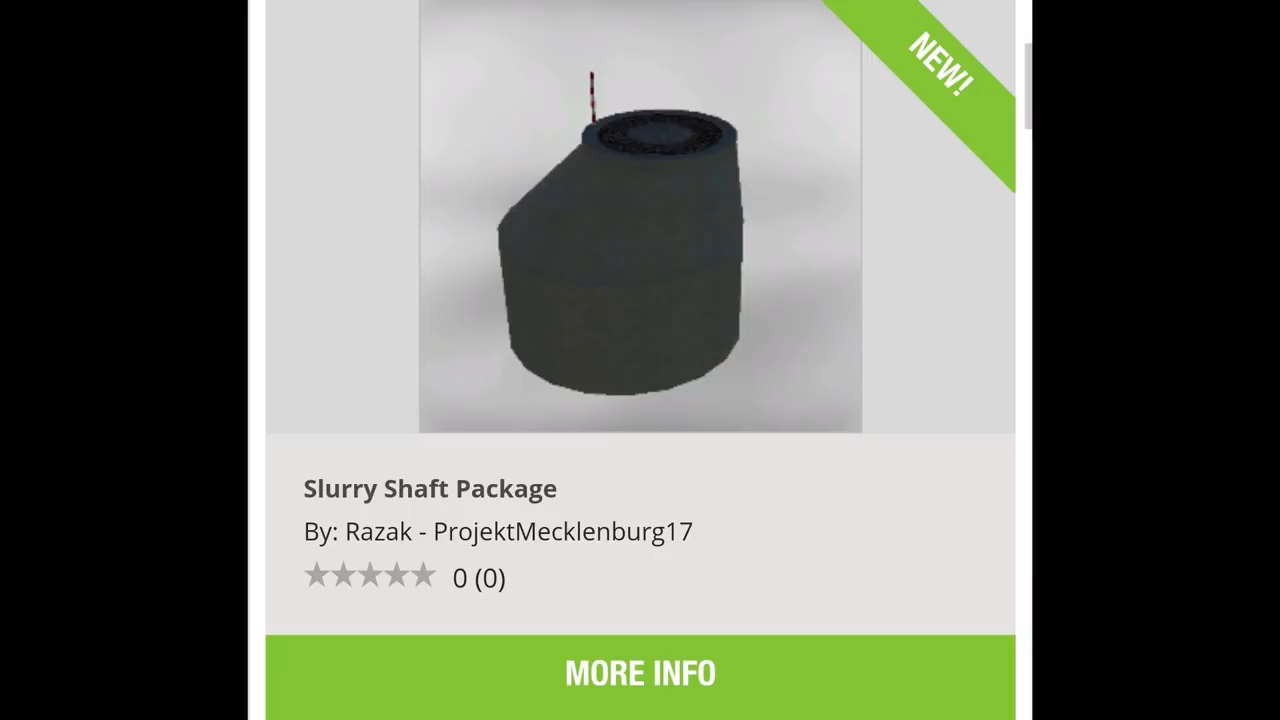 NEW!
Slurry Shaft Package
By: Razak - ProjektMecklenburg17
0 (0)
MORE INFO